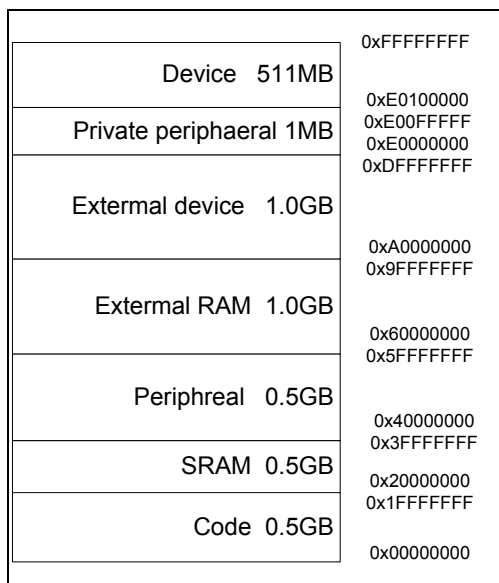 0xFFFFFFFF
Device 511MB
0xE0100000
Private periphaeral 1MB
0xE00FFFFF
0xE0000000
0xDFFFFFFF
Extermal device 1.0GB
0xA0000000
0x9FFFFFFF
Extermal RAM 1.0GB
0x60000000
0x5FFFFFFF
Periphreal 0.5GB
0x40000000
0x3FFFFFFF
SRAM 0.5GB
0x20000000
0x1FFFFFFF
Code 0.5GB
0x00000000